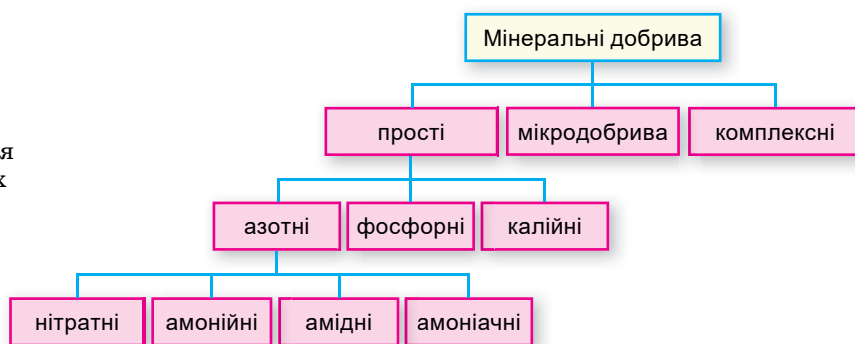 Мінеральні добрива
прості
мікродобрива
комплексні
азотні
фосфорні
калійні
нітратні
амонійні
амідні
амоніачні